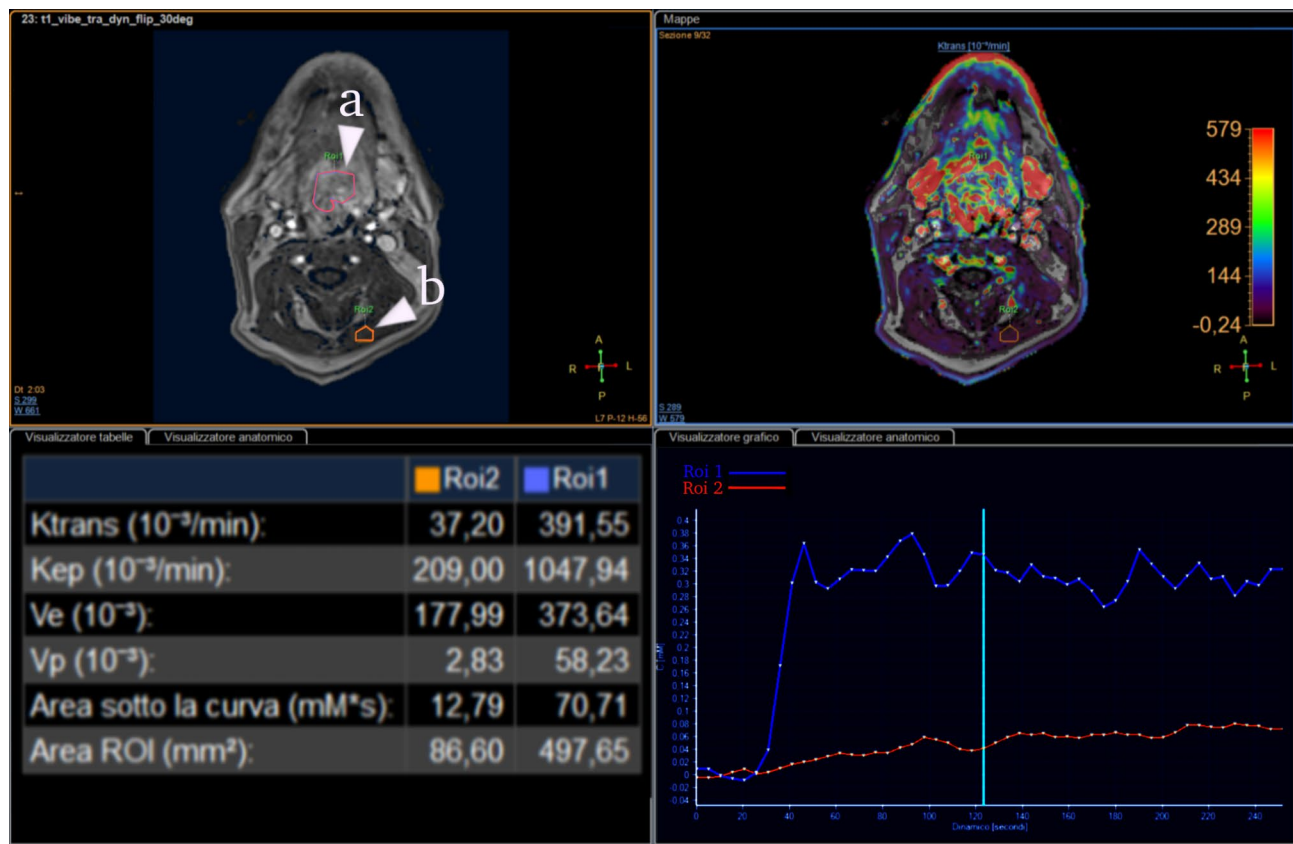 23: t1_vibe_tra_dyn_flip_30deg
a
Roi1
b
Roi2
Dt 2:03
S 299
W 661
A
R L
P
L7 P-12 H-56
Mappe
Sezione 9/32
Ktrans [10⁻³/min]
Roi1
Roi2
579
434
289
144
-0,24
A
R F L
P
S 289
W 579
Visualizzatore tabelle Visualizzatore anatomico
Roi2 Roi1
Ktrans (10⁻³/min): 37,20 391,55
Kep (10⁻³/min): 209,00 1047,94
Ve (10⁻³): 177,99 373,64
Vp (10⁻³): 2,83 58,23
Area sotto la curva (mM*s): 12,79 70,71
Area ROI (mm²): 86,60 497,65
Visualizzatore grafico Visualizzatore anatomico
Roi 1
Roi 2
0.4
0.38
0.36
0.34
0.32
0.3
0.28
0.26
0.24
0.22
0.2
0.18
0.16
0.14
0.12
0.1
0.08
0.06
0.04
0.02
0
-0.02
-0.04
C [mM]
0 20 40 60 80 100 120 140 160 180 200 220 240
Dinamico [secondi]